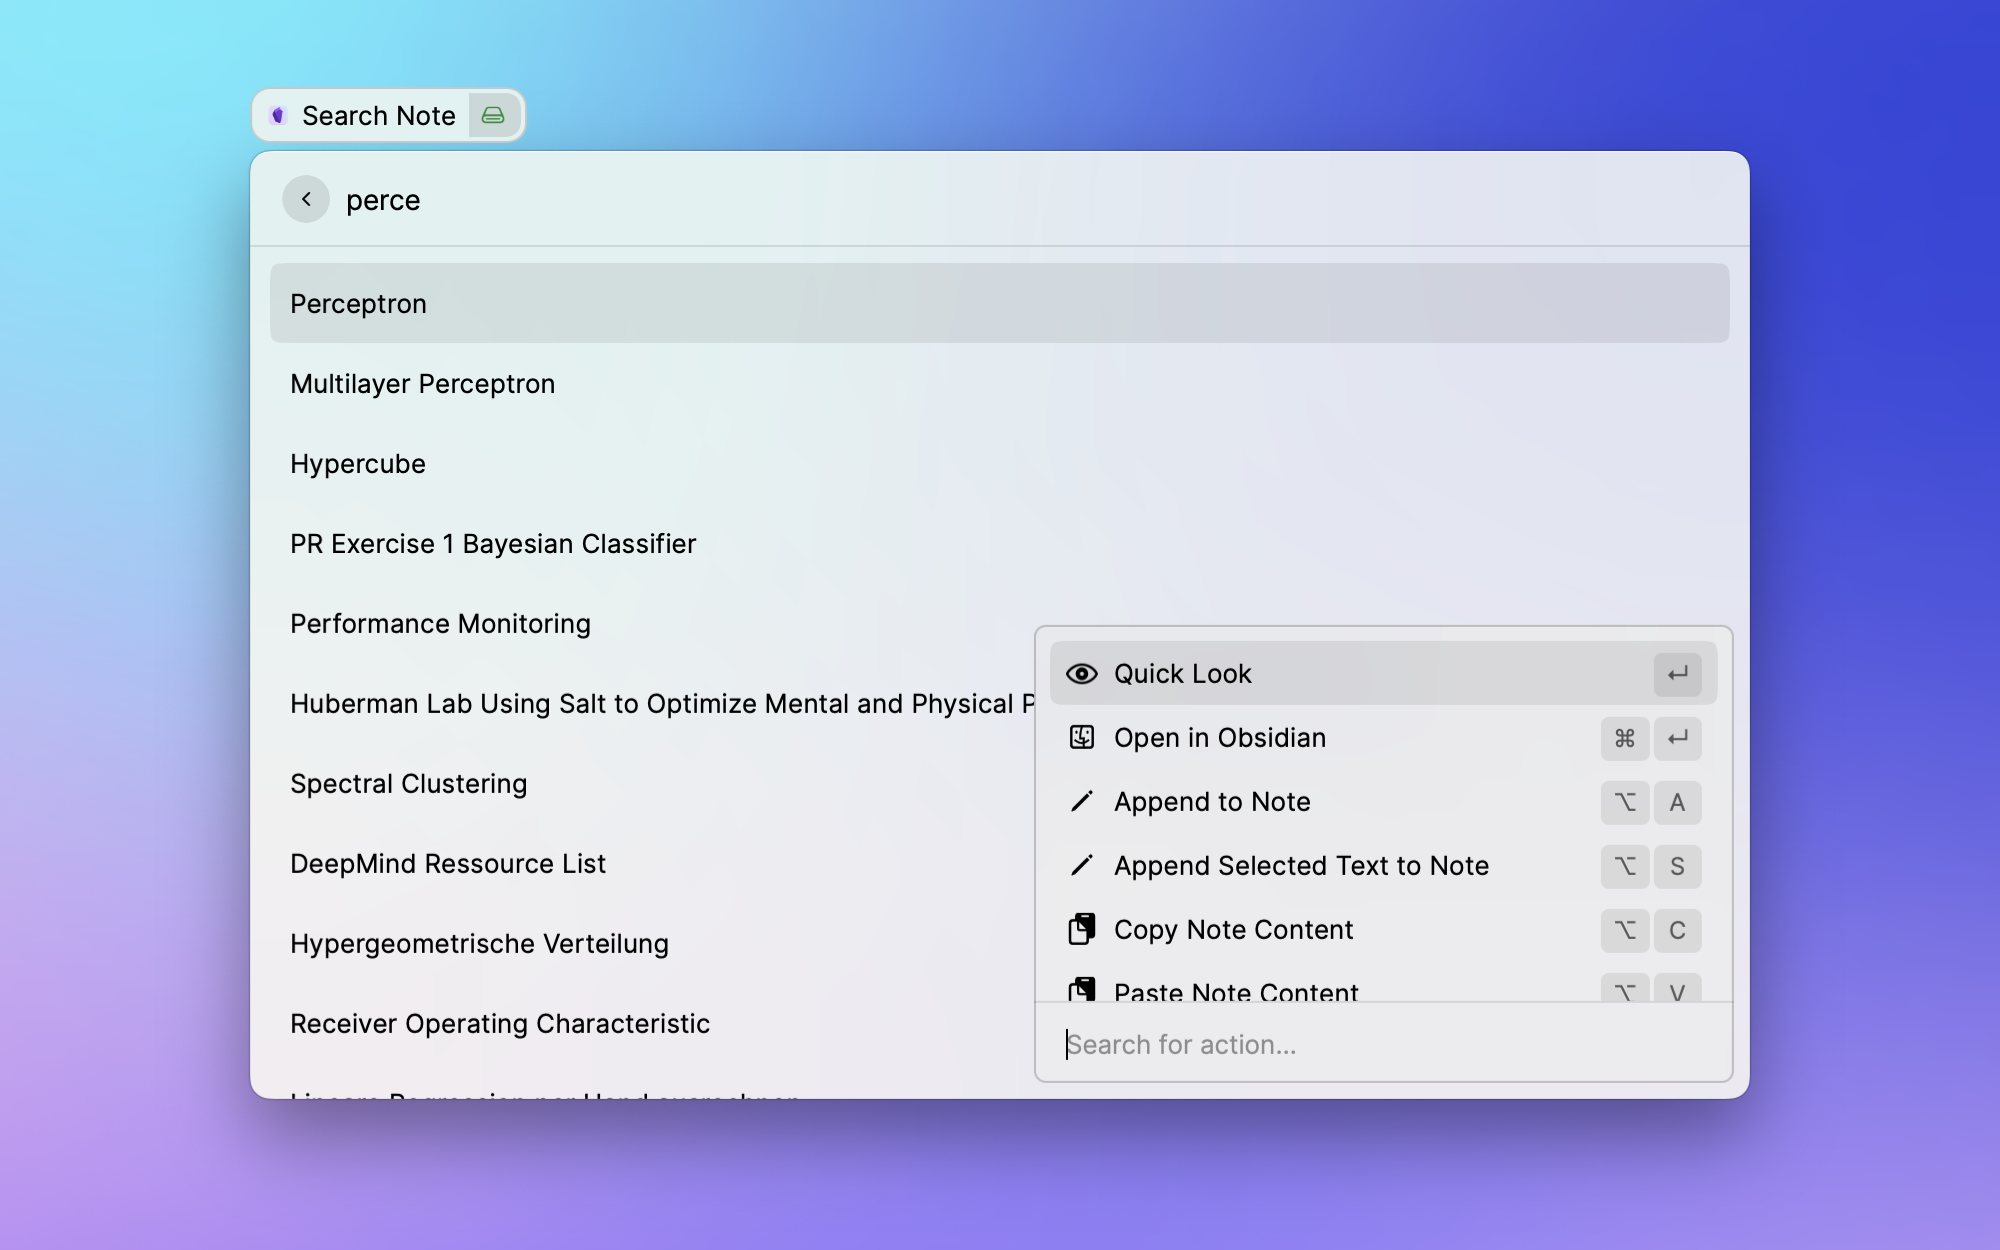 Search Note
perce
Perceptron
Multilayer Perceptron
Hypercube
PR Exercise 1 Bayesian Classifier
Performance Monitoring
Huberman Lab Using Salt to Optimize Mental and Physical
Spectral Clustering
DeepMind Ressource List
Hypergeometrische Verteilung
Receiver Operating Characteristic
Quick Look ↵
Open in Obsidian ⌘ ↵
Append to Note ⌥ A
Append Selected Text to Note ⌥ S
Copy Note Content ⌥ C
Paste Note Content ⌥ V
Search for action...